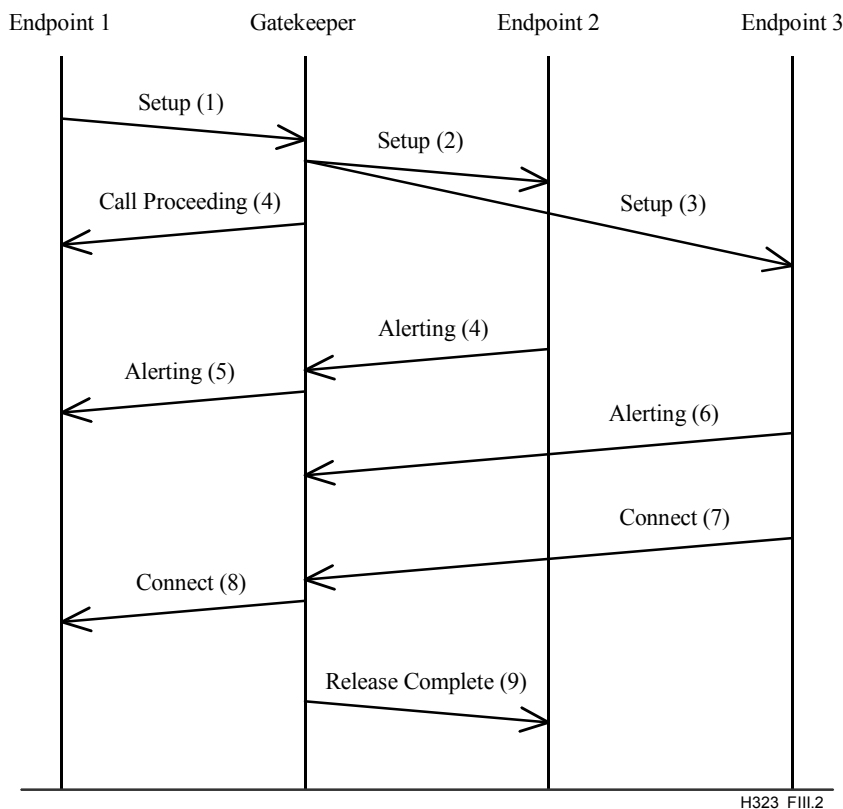 Endpoint 1 Gatekeeper Endpoint 2 Endpoint 3
Setup (1)
Setup (2)
Call Proceeding (4)
Setup (3)
Alerting (4)
Alerting (5)
Alerting (6)
Connect (7)
Connect (8)
Release Complete (9)
H323_FIII.2